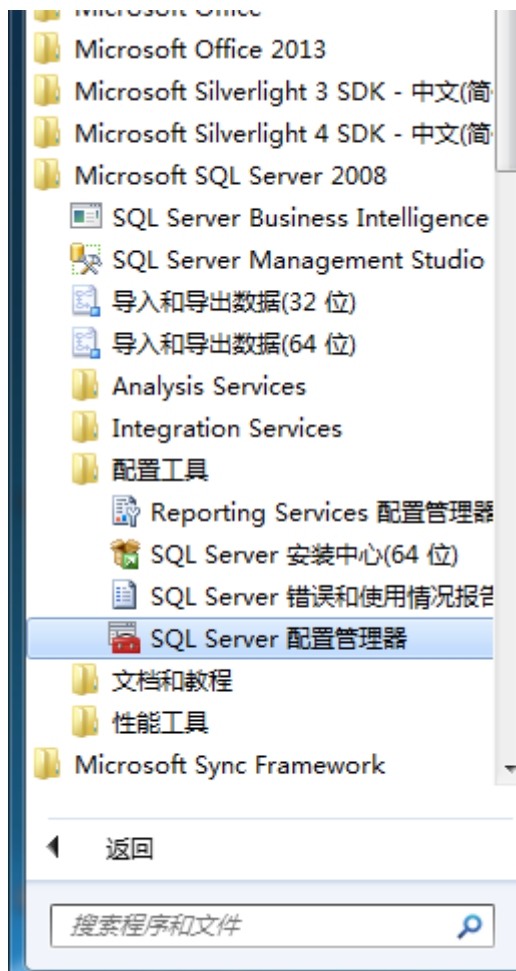 Microsoft Office
Microsoft Office 2013
Microsoft Silverlight 3 SDK - 中文(简
Microsoft Silverlight 4 SDK - 中文(简
Microsoft SQL Server 2008
SQL Server Business Intelligence
SQL Server Management Studio
导入和导出数据(32 位)
导入和导出数据(64 位)
Analysis Services
Integration Services
配置工具
Reporting Services 配置管理器
SQL Server 安装中心(64 位)
SQL Server 错误和使用情况报告
SQL Server 配置管理器
文档和教程
性能工具
Microsoft Sync Framework
返回
搜索程序和文件